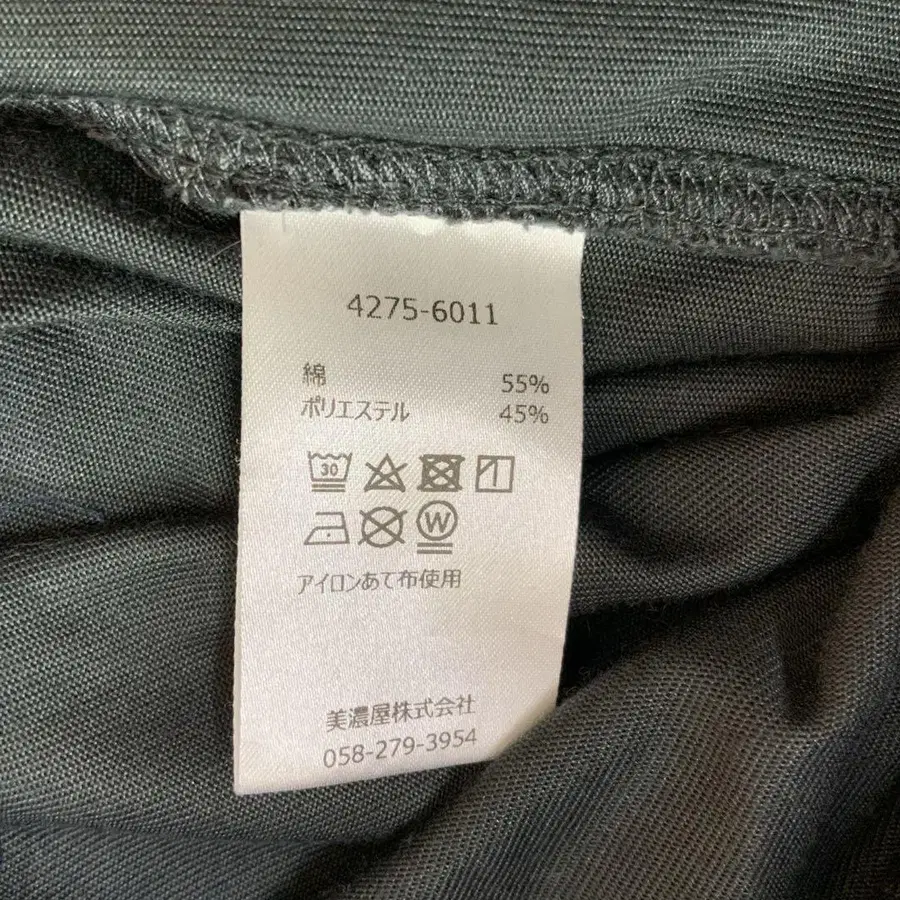 4275-6011
綿 55%
ポリエステル 45%
30
W
アイロンあて布使用
美濃屋株式会社
058-279-3954